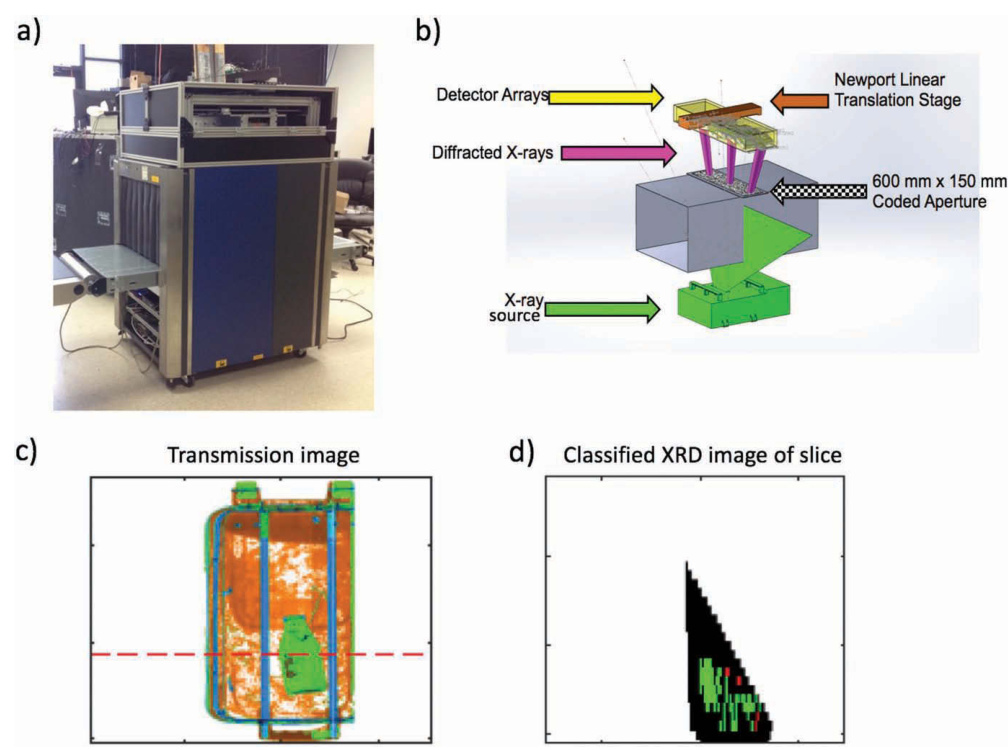 a)
b)
Detector Arrays
Newport Linear
Translation Stage
Diffracted X-rays
600 mm x 150 mm
Coded Aperture
X-ray
source
c)
Transmission image
d)
Classified XRD image of slice